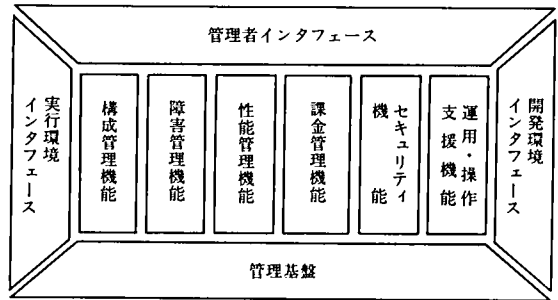 管理者インタフェース
実行環境
インタフェース
構成管理機能
障害管理機能
性能管理機能
課金管理機能
セキュリティ
機能
運用・操作
支援機能
開発環境
インタフェース
管理基盤